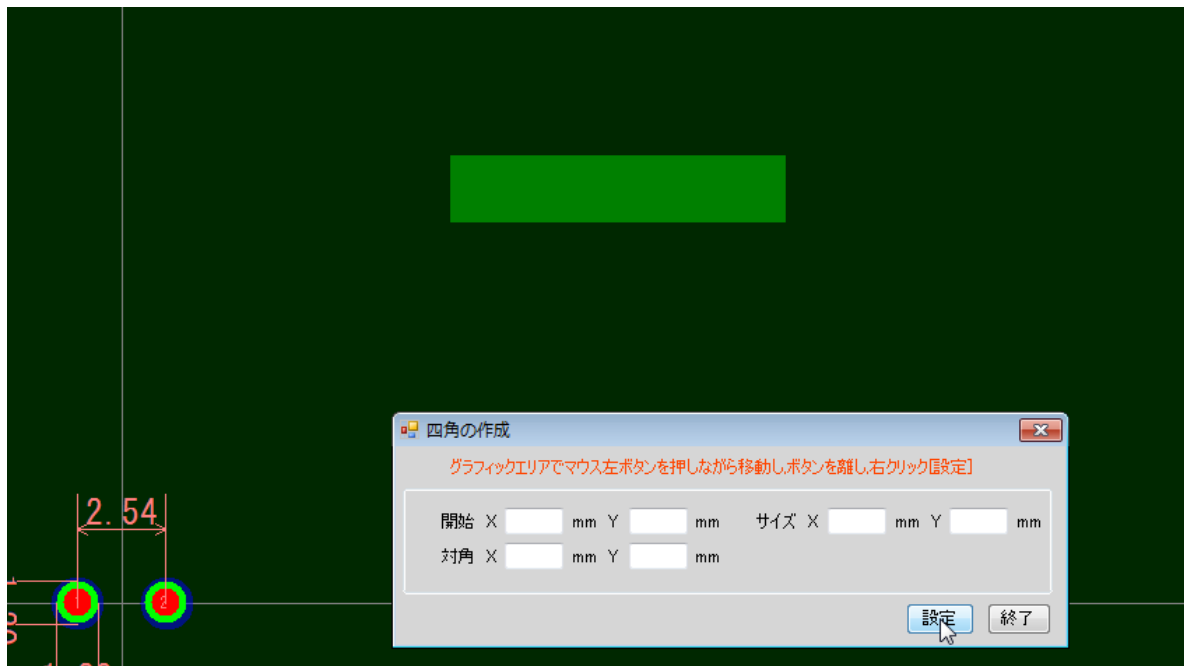 四角の作成
グラフィックエリアでマウス左ボタンを押しながら移動し,ボタンを離し,右クリック[設定]
開始 X mm Y mm サイズ X mm Y mm
対角 X mm Y mm
2.54
1 2
設定 終了